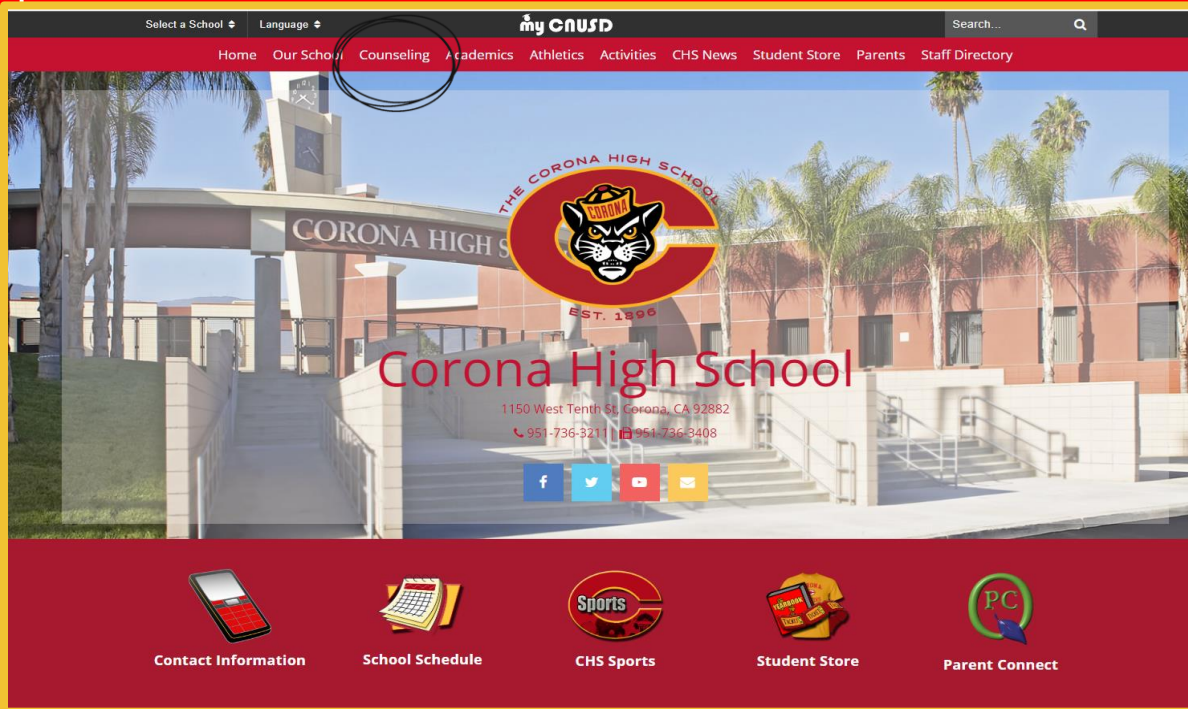 Select a School Language my CNUSD Search...
Home Our School Counseling Academics Athletics Activities CHS News Student Store Parents Staff Directory
THE CORONA HIGH SCHOOL
CORONA
CORONA HIGH S
EST. 1896
Corona High School
1150 West Tenth St, Corona, CA 92882
951-736-3211 | 951-736-3408
Sports
YEARBOOK
TICKETS
PC
Contact Information School Schedule CHS Sports Student Store Parent Connect